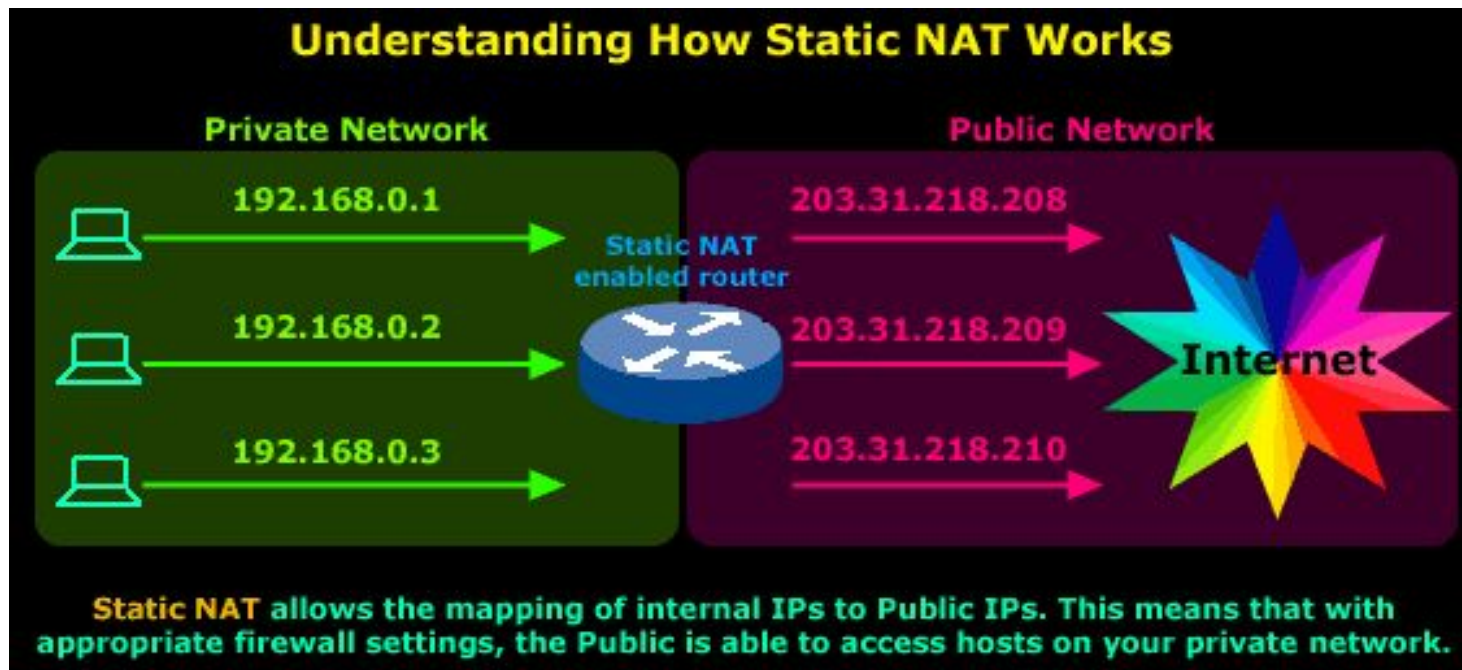 Understanding How Static NAT Works
Private Network
Public Network
192.168.0.1
203.31.218.208
Static NAT
enabled router
192.168.0.2
203.31.218.209
Internet
192.168.0.3
203.31.218.210
Static NAT allows the mapping of internal IPs to Public IPs. This means that with
appropriate firewall settings, the Public is able to access hosts on your private network.